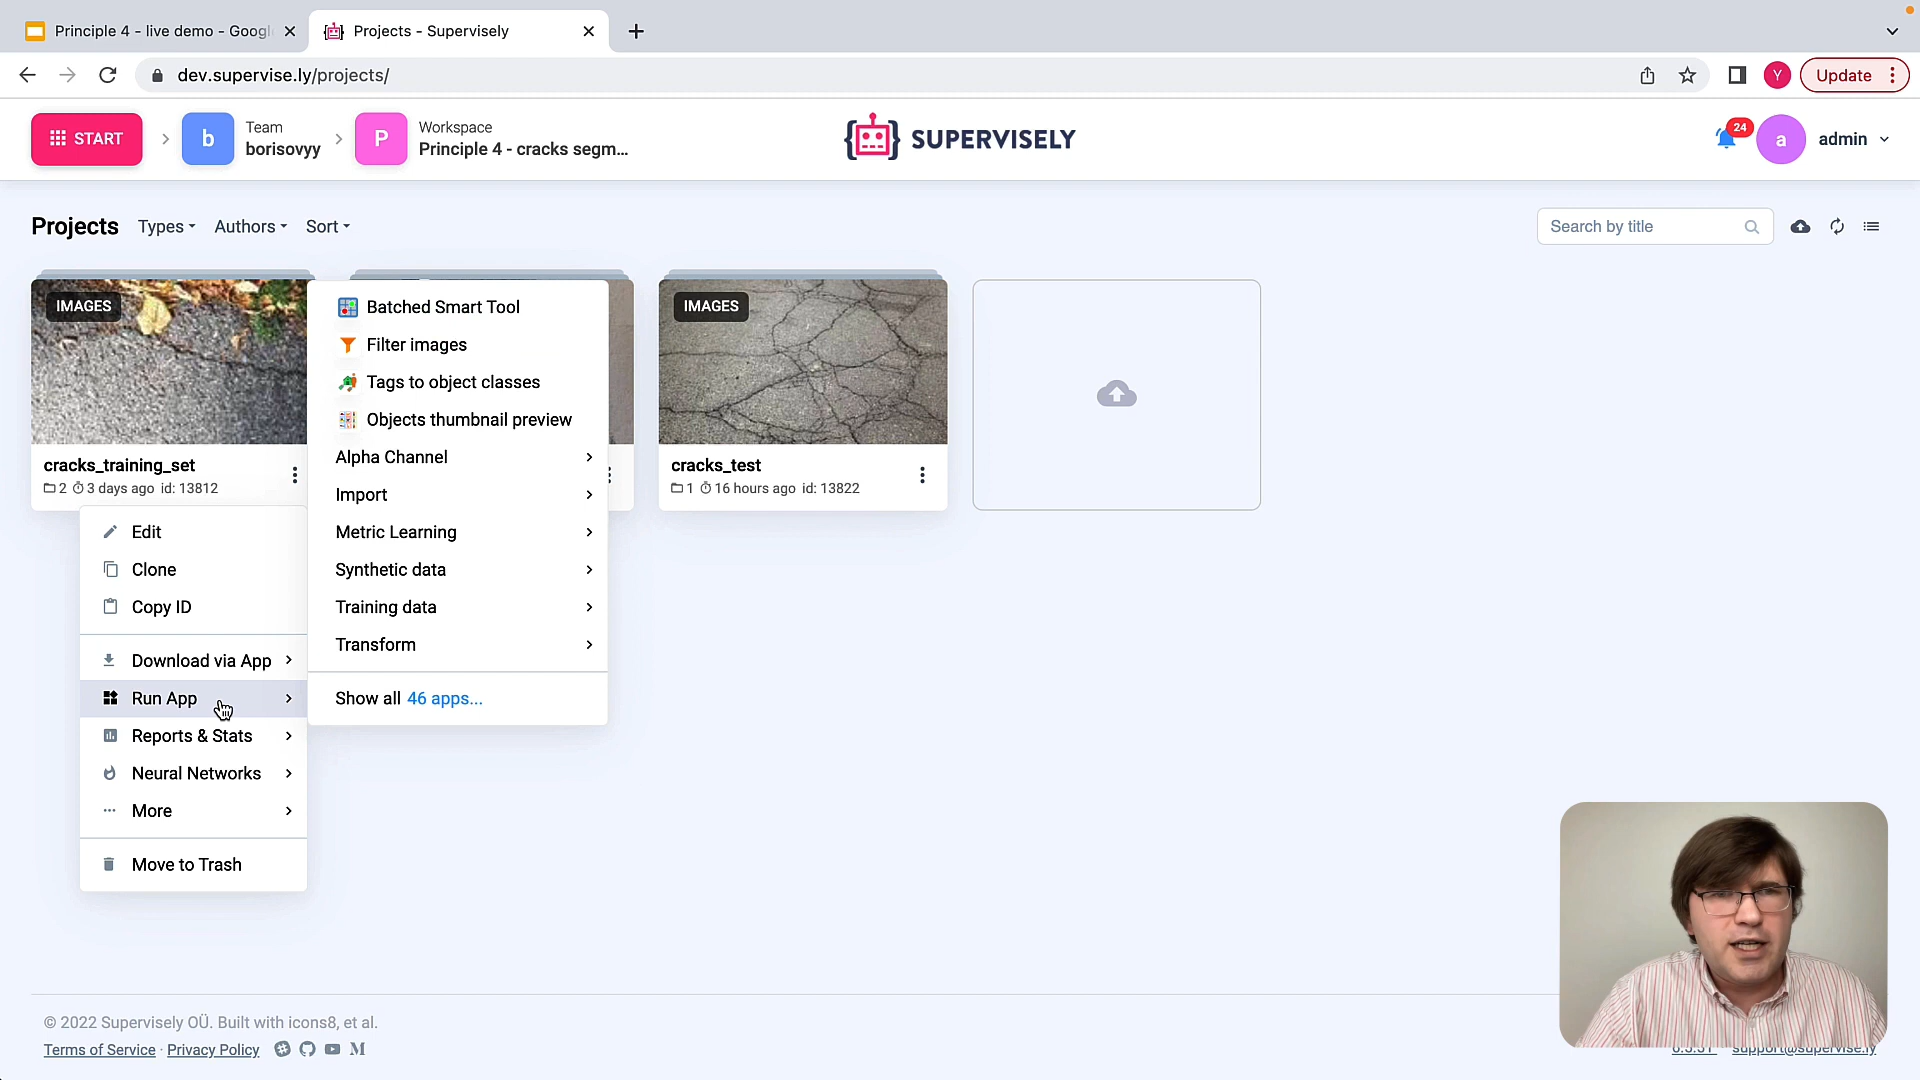 Principle 4 - live demo - Googl
Projects - Supervisely
dev.supervise.ly/projects/
Y
Update
START
b
Team
borisovyy
P
Workspace
Principle 4 - cracks segm...
SUPERVISELY
24
a
admin
Projects
Types
Authors
Sort
Search by title
IMAGES
cracks_training_set
2 3 days ago id: 13812
Edit
Clone
Copy ID
Download via App
Run App
Reports & Stats
Neural Networks
More
Move to Trash
Batched Smart Tool
Filter images
Tags to object classes
Objects thumbnail preview
Alpha Channel
Import
Metric Learning
Synthetic data
Training data
Transform
Show all 46 apps...
IMAGES
cracks_test
1 16 hours ago id: 13822
© 2022 Supervisely OÜ. Built with icons8, et al.
Terms of Service · Privacy Policy
support@supervise.ly